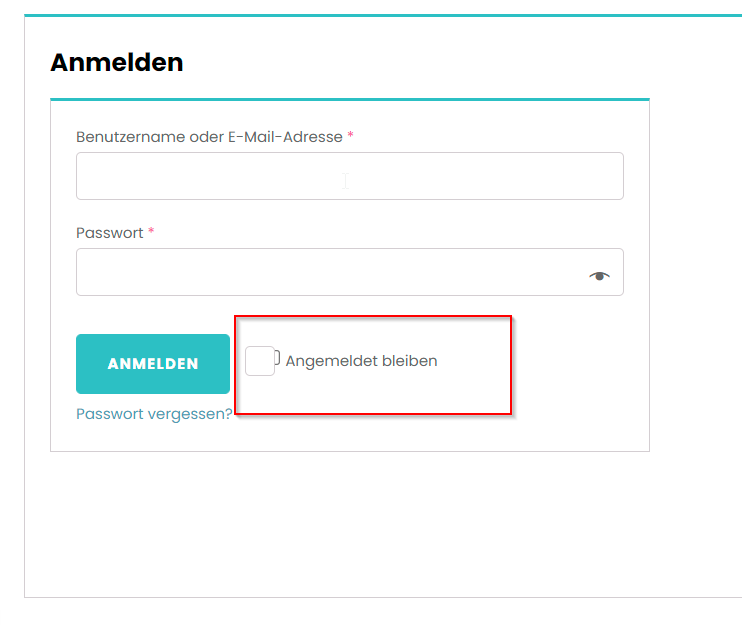 Anmelden
Benutzername oder E-Mail-Adresse *
Passwort *
ANMELDEN Angemeldet bleiben
Passwort vergessen?